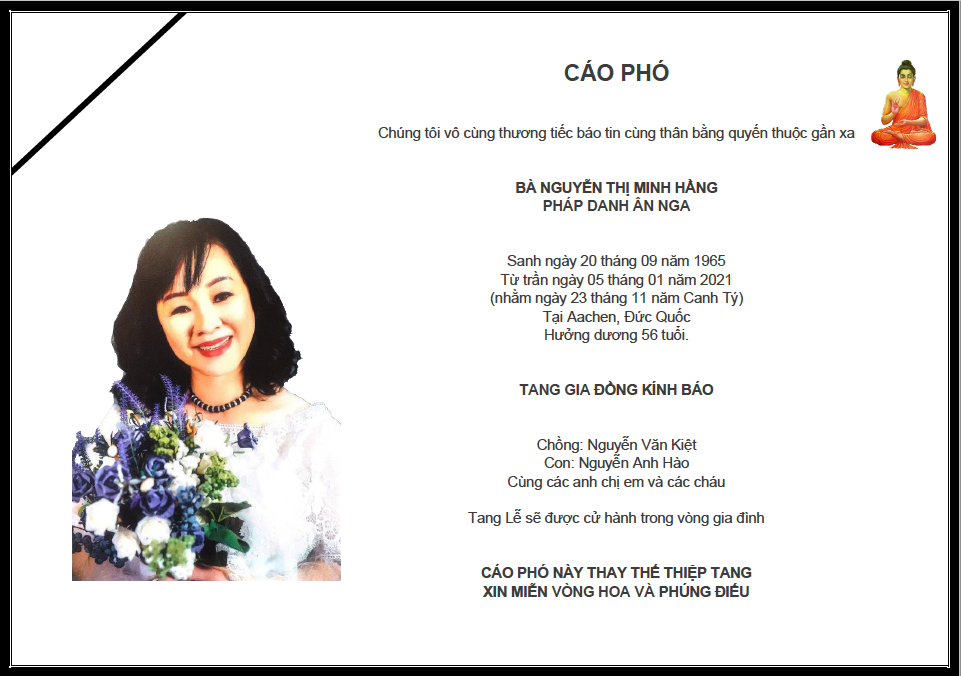 CÁO PHÓ
Chúng tôi vô cùng thương tiếc báo tin cùng thân bằng quyến thuộc gần xa
BÀ NGUYỄN THỊ MINH HẰNG
PHÁP DANH ÂN NGA
Sanh ngày 20 tháng 09 năm 1965
Từ trần ngày 05 tháng 01 năm 2021
(nhằm ngày 23 tháng 11 năm Canh Tý)
Tại Aachen, Đức Quốc
Hưởng dương 56 tuổi.
TANG GIA ĐỒNG KÍNH BÁO
Chồng: Nguyễn Văn Kiệt
Con: Nguyễn Anh Hào
Cùng các anh chị em và các cháu
Tang Lễ sẽ được cử hành trong vòng gia đình
CÁO PHÓ NÀY THAY THẾ THIỆP TANG
XIN MIỄN VÒNG HOA VÀ PHÚNG ĐIẾU